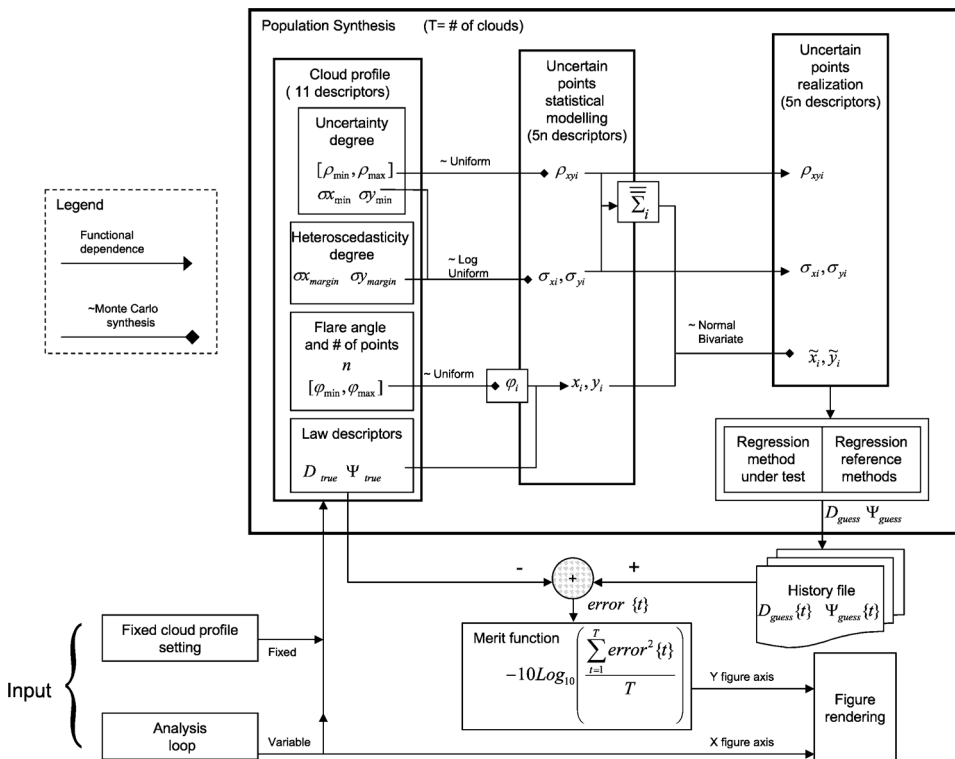 Population Synthesis (T= # of clouds)
Cloud profile
( 11 descriptors)
Uncertainty
degree
[ρmin, ρmax]
σxmin σymin
Heteroscedasticity
degree
σxmargin σymargin
Flare angle
and # of points
n
[φmin, φmax]
Law descriptors
D true Ψ true
~ Uniform
~ Log
Uniform
~ Uniform
Uncertain
points
statistical
modelling
(5n descriptors)
ρxyi
Σi
σxi, σyi
φi
xi, yi
~ Normal
Bivariate
Uncertain
points
realization
(5n descriptors)
ρxyi
σxi, σyi
x̃i, ỹi
Regression
method
under test
Regression
reference
methods
Dguess Ψguess
Legend
Functional
dependence
~Monte Carlo
synthesis
- + +
error {t}
History file
Dguess{t} Ψguess{t}
Merit function
-10Log10( ∑t=1T error2{t} / T )
Input
Fixed cloud profile
setting
Fixed
Analysis
loop
Variable
Y figure axis
X figure axis
Figure
rendering